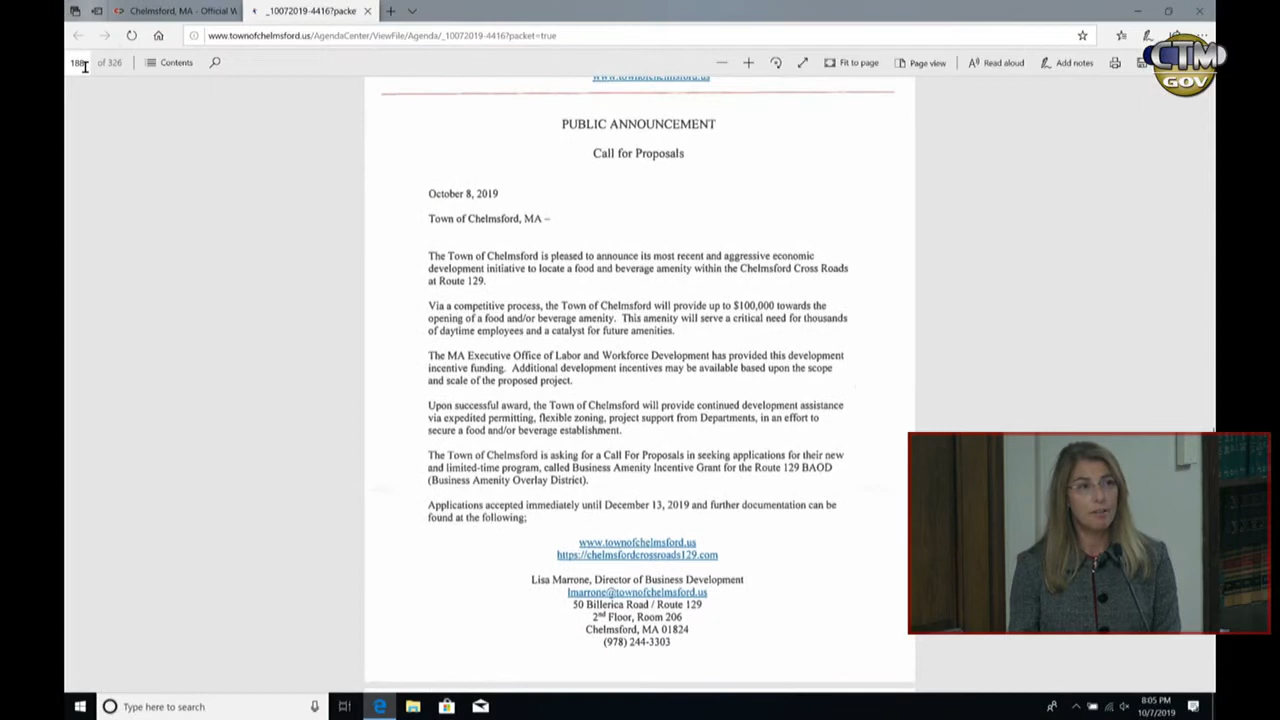 Chelmsford, MA - Official W
_10072019-4416?packe
www.townofchelmsford.us/AgendaCenter/ViewFile/Agenda/_10072019-4416?packet=true
188 of 326
Contents
Fit to page
Page view
Read aloud
Add notes
CTM
GOV
www.townofchelmsford.us
PUBLIC ANNOUNCEMENT
Call for Proposals
October 8, 2019
Town of Chelmsford, MA –
The Town of Chelmsford is pleased to announce its most recent and aggressive economic
development initiative to locate a food and beverage amenity within the Chelmsford Cross Roads
at Route 129.
Via a competitive process, the Town of Chelmsford will provide up to $100,000 towards the
opening of a food and/or beverage amenity. This amenity will serve a critical need for thousands
of daytime employees and a catalyst for future amenities.
The MA Executive Office of Labor and Workforce Development has provided this development
incentive funding. Additional development incentives may be available based upon the scope
and scale of the proposed project.
Upon successful award, the Town of Chelmsford will provide continued development assistance
via expedited permitting, flexible zoning, project support from Departments, in an effort to
secure a food and/or beverage establishment.
The Town of Chelmsford is asking for a Call For Proposals in seeking applications for their new
and limited-time program, called Business Amenity Incentive Grant for the Route 129 BAOD
(Business Amenity Overlay District).
Applications accepted immediately until December 13, 2019 and further documentation can be
found at the following;
www.townofchelmsford.us
https://chelmsfordcrossroads129.com
Lisa Marrone, Director of Business Development
lmarrone@townofchelmsford.us
50 Billerica Road / Route 129
2nd Floor, Room 206
Chelmsford, MA 01824
(978) 244-3303
Type here to search
8:05 PM
10/7/2019